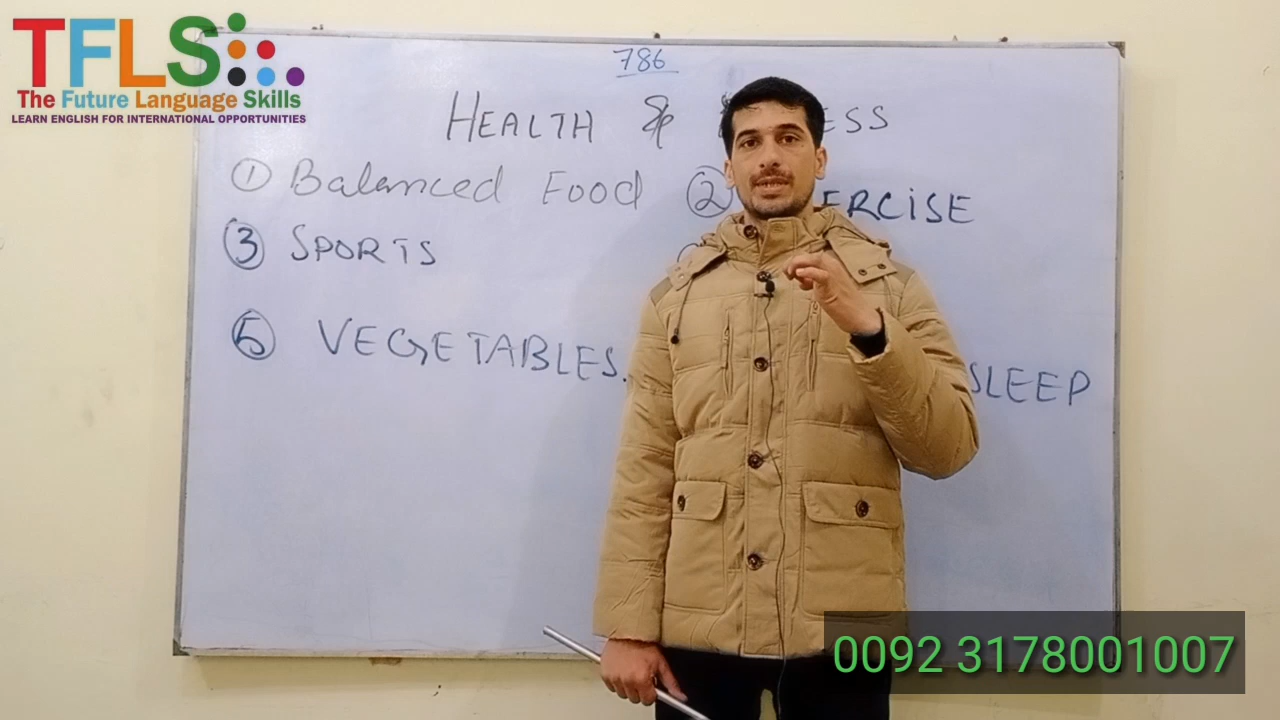 TFLS
The Future Language Skills
LEARN ENGLISH FOR INTERNATIONAL OPPORTUNITIES
786
HEALTH & ESS
① Balanced Food ② ERCISE
③ SPORTS
⑤ VEGETABLES. SLEEP
0092 3178001007